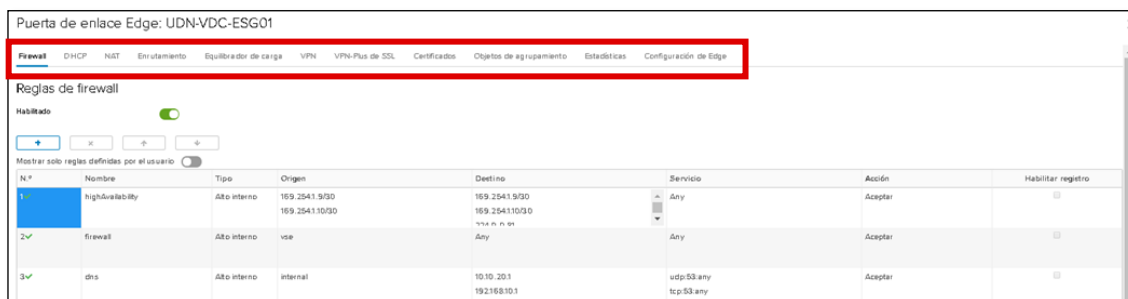 Puerta de enlace Edge: UDN-VDC-ESG01
Firewall DHCP NAT Enrutamiento Equilibrador de carga VPN VPN-Plus de SSL Certificados Objetos de agrupamiento Estadísticas Configuración de Edge
Reglas de firewall
Habilitado
Mostrar solo reglas definidas por el usuario
N.º Nombre Tipo Origen Destino Servicio Acción Habilitar registro
1 highAvailability Alto interno 169.254.1.9/30 169.254.1.9/30 Any Aceptar
169.254.1.10/30 169.254.1.10/30
2 firewall Alto interno vse Any Any Aceptar
3 dns Alto interno internal 10.10.20.1 udp:53:any Aceptar
192.168.10.1 tcp:53:any